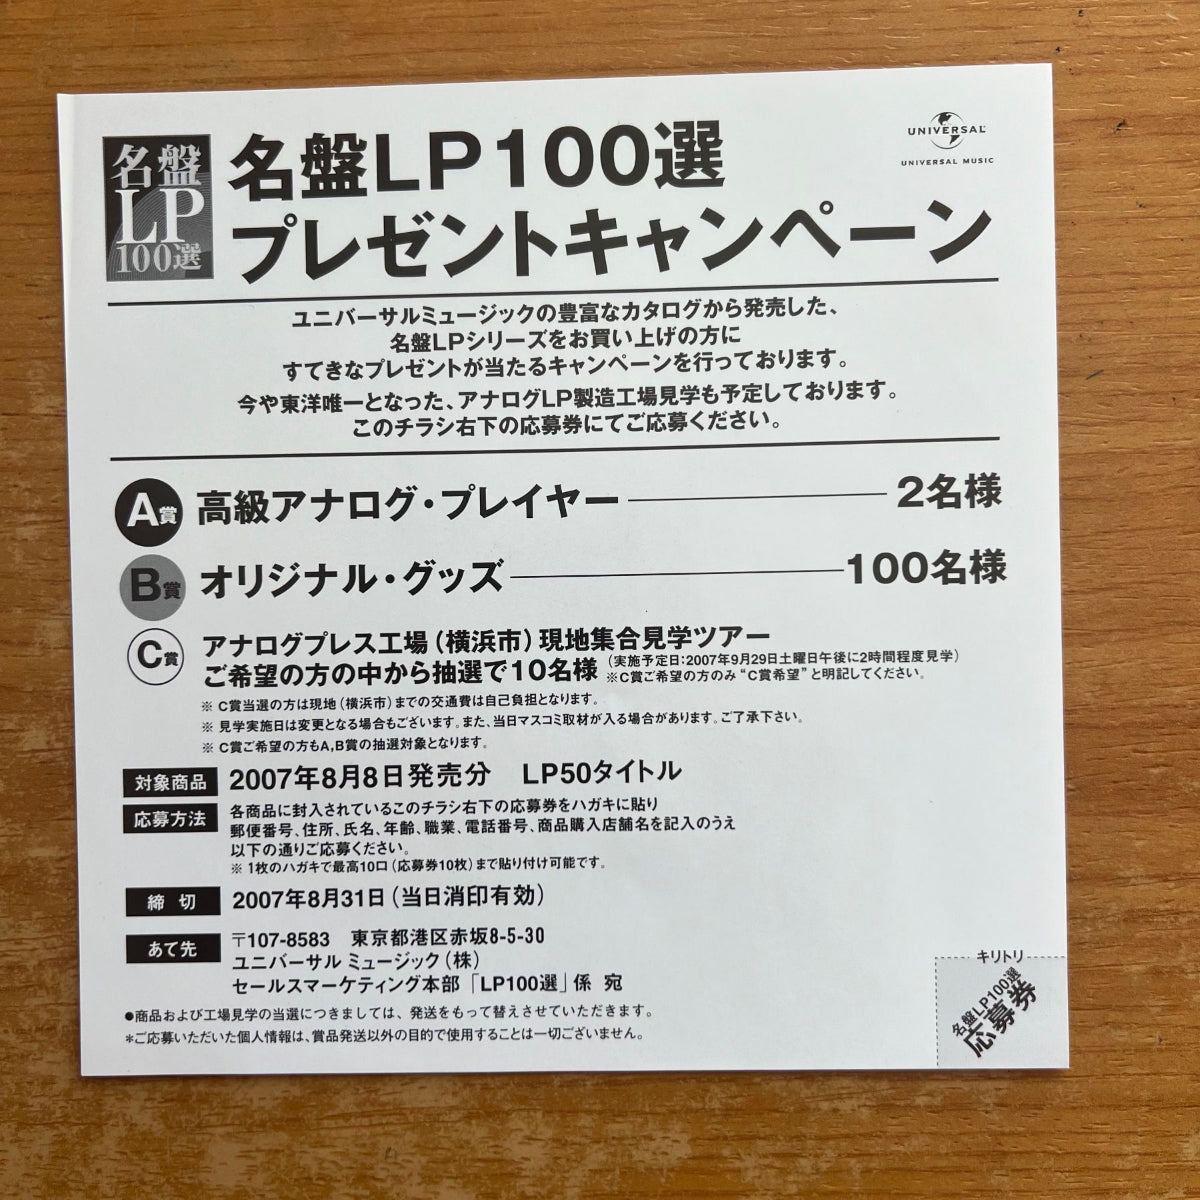 名盤
LP
100選
名盤LP100選
プレゼントキャンペーン
UNIVERSAL
UNIVERSAL MUSIC
ユニバーサルミュージックの豊富なカタログから発売した、
名盤LPシリーズをお買い上げの方に
すてきなプレゼントが当たるキャンペーンを行っております。
今や東洋唯一となった、アナログLP製造工場見学も予定しております。
このチラシ右下の応募券にてご応募ください。
A賞 高級アナログ・プレイヤー 2名様
B賞 オリジナル・グッズ 100名様
C賞 アナログプレス工場（横浜市）現地集合見学ツアー
ご希望の方の中から抽選で10名様
（実施予定日：2007年9月29日土曜日午後に2時間程度見学）
※C賞ご希望の方のみ“C賞希望”と明記してください。
※ C賞当選の方は現地（横浜市）までの交通費は自己負担となります。
※ 見学実施日は変更となる場合もございます。また、当日マスコミ取材が入る場合があります。ご了承下さい。
※ C賞ご希望の方もA,B賞の抽選対象となります。
対象商品 2007年8月8日発売分 LP50タイトル
応募方法 各商品に封入されているこのチラシ右下の応募券をハガキに貼り
郵便番号、住所、氏名、年齢、職業、電話番号、商品購入店舗名を記入のうえ
以下の通りご応募ください。
※ 1枚のハガキで最高10口（応募券10枚）まで貼り付け可能です。
締切 2007年8月31日（当日消印有効）
あて先 〒107-8583 東京都港区赤坂8-5-30
ユニバーサル ミュージック（株）
セールスマーケティング本部「LP100選」係 宛
●商品および工場見学の当選につきましては、発送をもって替えさせていただきます。
＊ご応募いただいた個人情報は、賞品発送以外の目的で使用することは一切ございません。
キリトリ
名盤LP100選
応募券